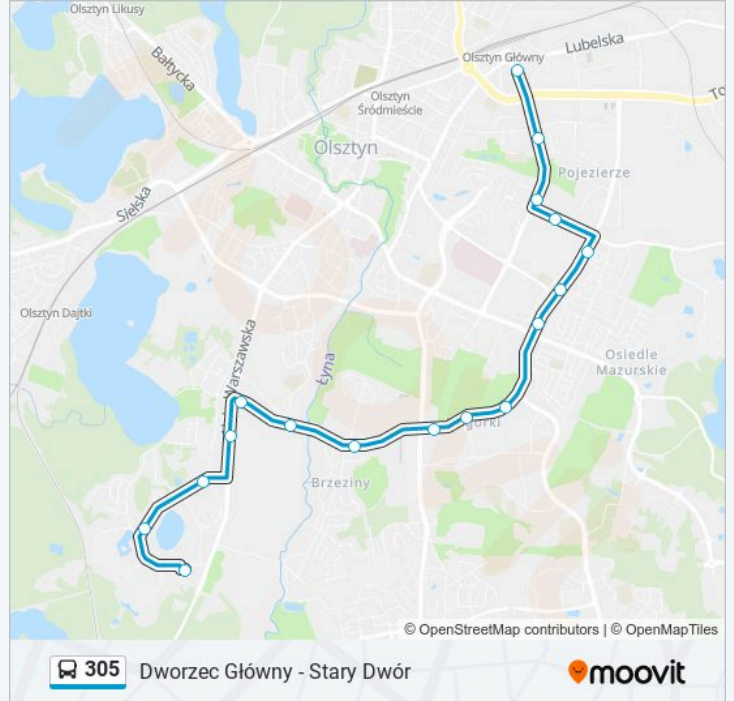 Olsztyn Likusy
Bałtycka
Olsztyn Główny
Lubelska
Olsztyn
Śródmieście
Olsztyn
Pojezierze
Sielska
Olsztyn Dajtki
Warszawska
Łyna
Osiedle
Mazurskie
Brzeziny
© OpenStreetMap contributors | © OpenMapTiles
305
Dworzec Główny - Stary Dwór
moovit